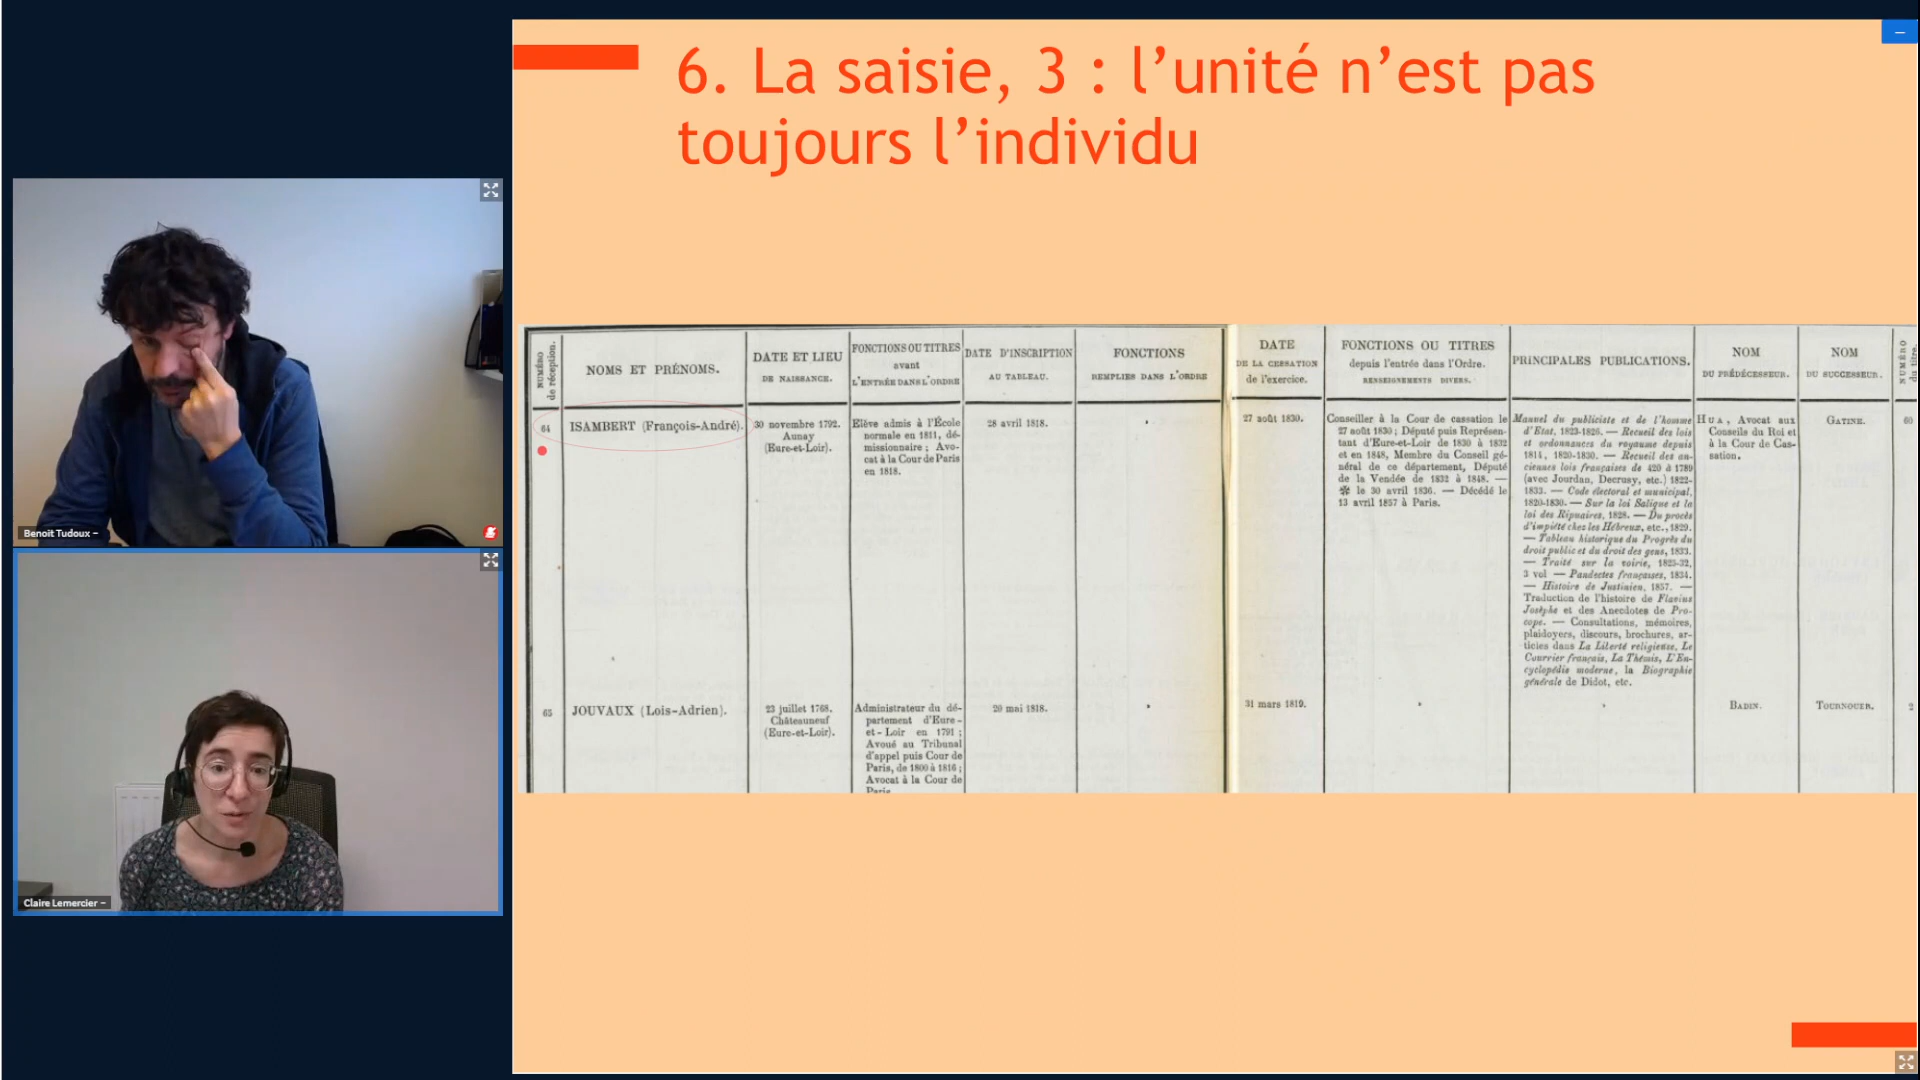 6. La saisie, 3 : l’unité n’est pas
toujours l’individu
Benoit Tudoux
Claire Lemercier
NUMÉRO
de réception.
NOMS ET PRÉNOMS.
DATE ET LIEU
DE NAISSANCE.
FONCTIONS OU TITRES
avant
L'ENTRÉE DANS L'ORDRE
DATE D'INSCRIPTION
AU TABLEAU.
FONCTIONS
REMPLIES DANS L'ORDRE
DATE
DE LA CESSATION
de l'exercice.
FONCTIONS OU TITRES
depuis l'entrée dans l'Ordre.
RENSEIGNEMENTS DIVERS.
PRINCIPALES PUBLICATIONS.
NOM
DU PRÉDÉCESSEUR.
NOM
DU SUCCESSEUR.
NUMÉRO
du titre.
64
ISAMBERT (François-André).
30 novembre 1792.
Aunay
(Eure-et-Loir).
Elève admis à l'École
normale en 1811, dé-
missionnaire ; Avo-
cat à la Cour de Paris
en 1818.
28 avril 1818.
27 août 1830.
Conseiller à la Cour de cassation le
27 août 1830 ; Député puis Représen-
tant d'Eure-et-Loir de 1830 à 1832
et en 1848, Membre du Conseil gé-
néral de ce département, Député
de la Vendée de 1832 à 1848. —
✻ le 30 avril 1836. — Décédé le
13 avril 1857 à Paris.
Manuel du publiciste et de l'homme
d'Etat, 1823-1826. — Recueil des lois
et ordonnances du royaume depuis
1814, 1820-1830. — Recueil des an-
ciennes lois françaises de 420 à 1789
(avec Jourdan, Decrusy, etc.) 1822-
1833. — Code électoral et municipal,
1820-1830. — Sur la loi Salique et la
loi des Ripuaires, 1828. — Du procès
d'impiété chez les Hébreux, etc., 1829.
— Tableau historique du Progrès du
droit public et du droit des gens, 1833.
— Traité sur la voirie, 1825-32,
3 vol — Pandectes françaises, 1834.
— Histoire de Justinien, 1857. —
Traduction de l'histoire de Flavius
Josèphe et des Anecdotes de Pro-
cope. — Consultations, mémoires,
plaidoyers, discours, brochures, ar-
ticles dans La Liberté religieuse, Le
Courrier français, La Thémis, L'En-
cyclopédie moderne, la Biographie
générale de Didot, etc.
HUA, Avocat aux
Conseils du Roi et
à la Cour de Cas-
sation.
GATINE.
60
65
JOUVAUX (Lois-Adrien).
23 juillet 1768.
Châteauneuf
(Eure-et-Loir).
Administrateur du dé-
partement d'Eure-
et-Loir en 1791 ;
Avoué au Tribunal
d'appel puis Cour de
Paris, de 1800 à 1816 ;
Avocat à la Cour de
Paris
20 mai 1818.
31 mars 1819.
BADIN.
TOURNOUER.